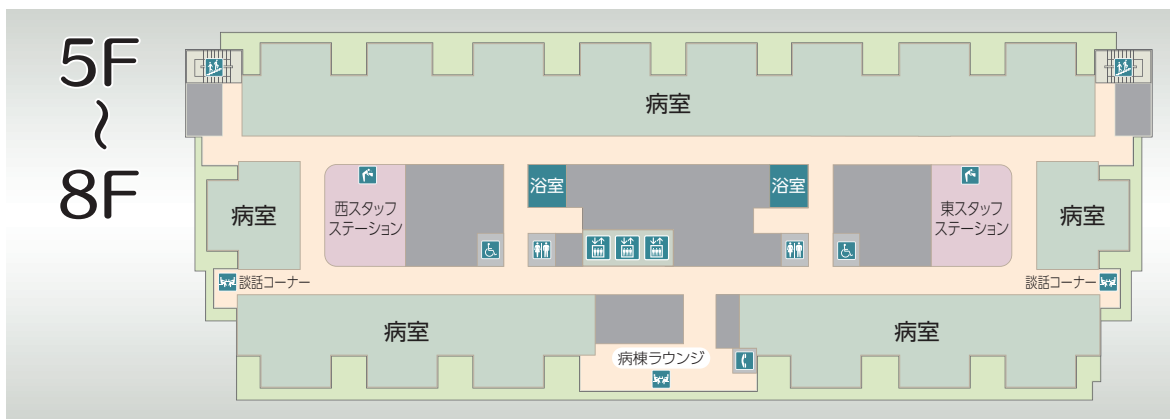 5F
〜
8F
病室
浴室
浴室
病室
西スタッフ
ステーション
東スタッフ
ステーション
病室
談話コーナー
談話コーナー
病室
病室
病棟ラウンジ